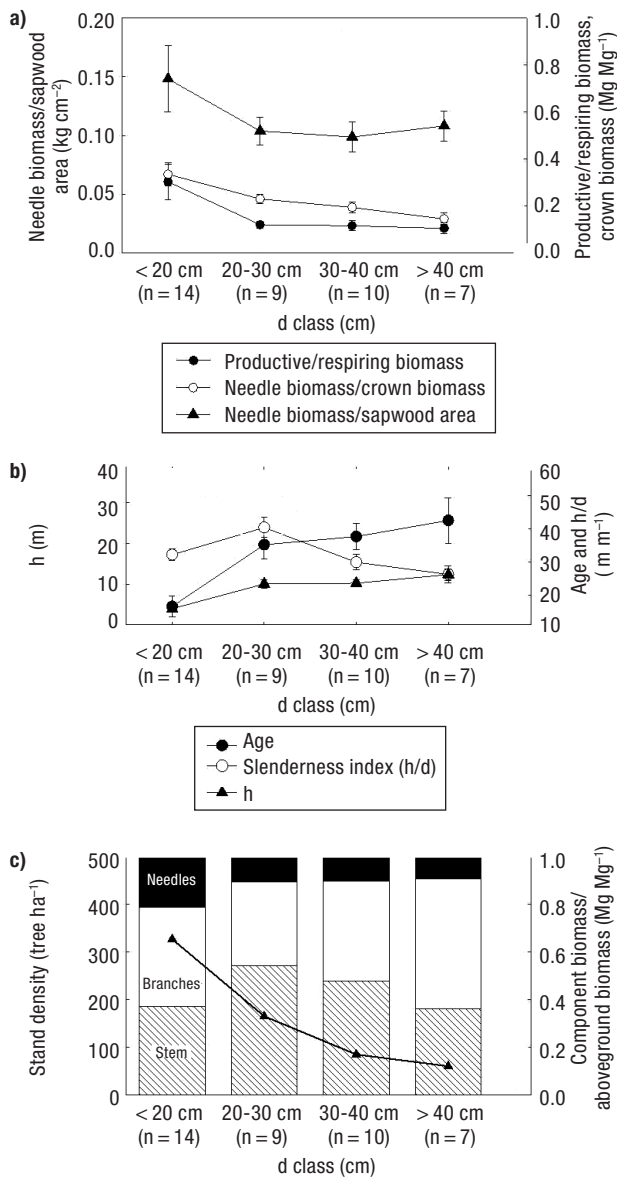 a)
0.20
0.15
0.10
0.05
0.0
Needle biomass/sapwood
area (kg cm⁻²)
1.0
0.8
0.6
0.4
0.2
0.0
Productive/respiring biomass,
crown biomass (Mg Mg⁻¹)
< 20 cm 20-30 cm 30-40 cm > 40 cm
(n = 14) (n = 9) (n = 10) (n = 7)
d class (cm)
Productive/respiring biomass
Needle biomass/crown biomass
Needle biomass/sapwood area
b)
40
30
20
10
0
h (m)
60
50
40
30
20
10
Age and h/d
( m m⁻¹)
< 20 cm 20-30 cm 30-40 cm > 40 cm
(n = 14) (n = 9) (n = 10) (n = 7)
d class (cm)
Age
Slenderness index (h/d)
h
c)
500
400
300
200
100
0
Stand density (tree ha⁻¹)
Needles
Branches
Stem
1.0
0.8
0.6
0.4
0.2
0.0
Component biomass/
aboveground biomass (Mg Mg⁻¹)
< 20 cm 20-30 cm 30-40 cm > 40 cm
(n = 14) (n = 9) (n = 10) (n = 7)
d class (cm)